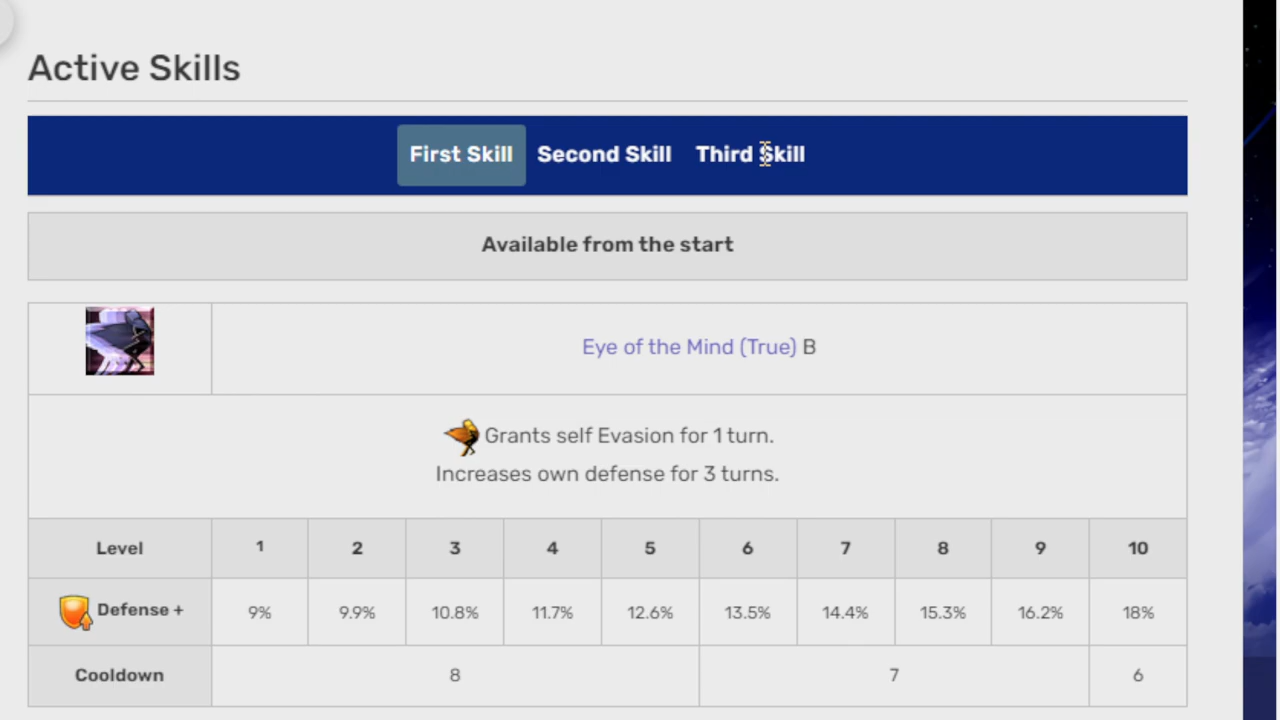 Active Skills
First Skill Second Skill Third Skill
Available from the start
Eye of the Mind (True) B
Grants self Evasion for 1 turn.
Increases own defense for 3 turns.
Level 1 2 3 4 5 6 7 8 9 10
Defense + 9% 9.9% 10.8% 11.7% 12.6% 13.5% 14.4% 15.3% 16.2% 18%
Cooldown 8 7 6